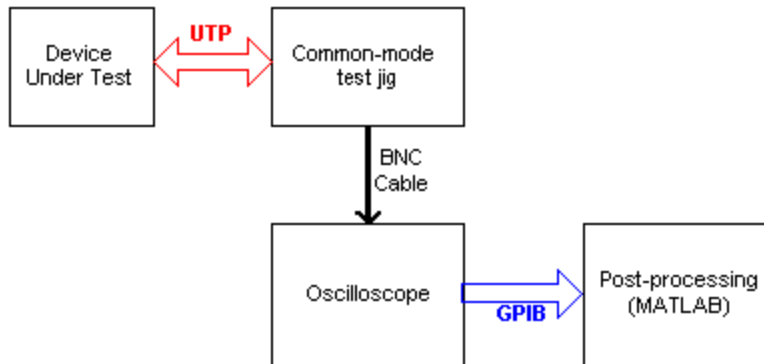 Device
Under Test
UTP
Common-mode
test jig
BNC
Cable
Oscilloscope
GPIB
Post-processing
(MATLAB)